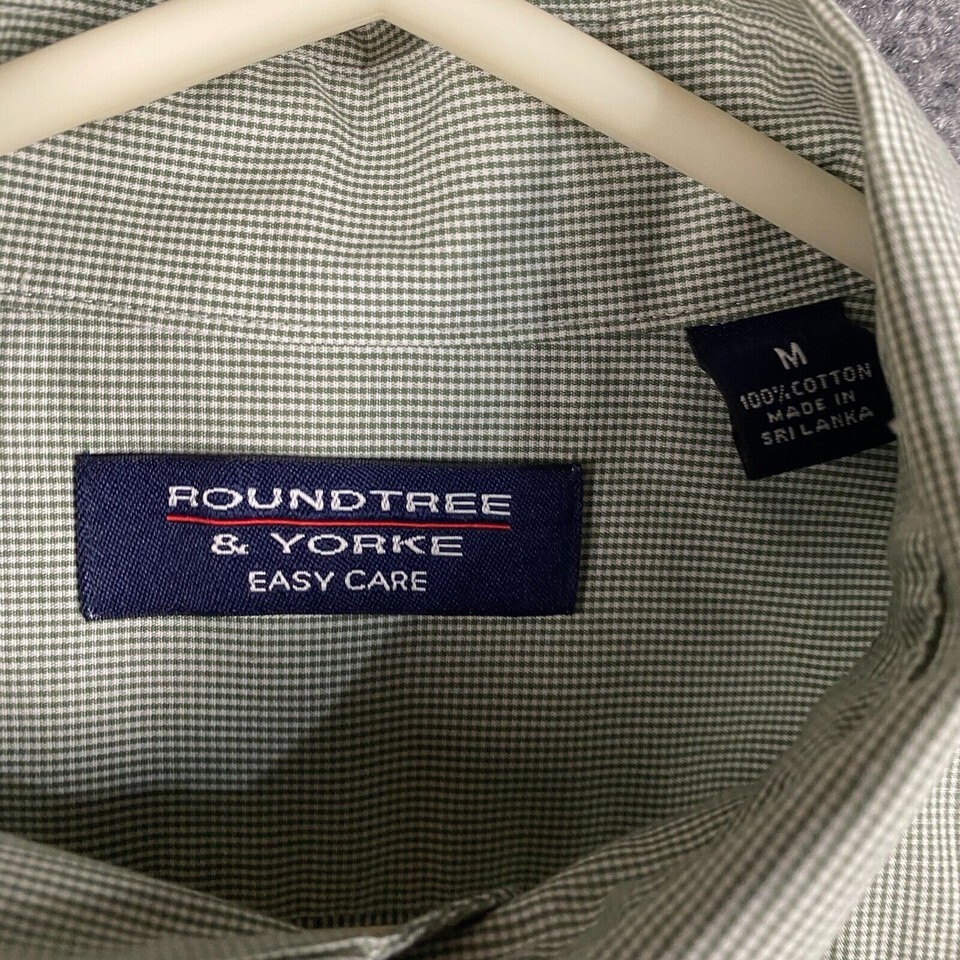 M
100% COTTON
MADE IN
SRI LANKA
ROUNDTREE
& YORKE
EASY CARE